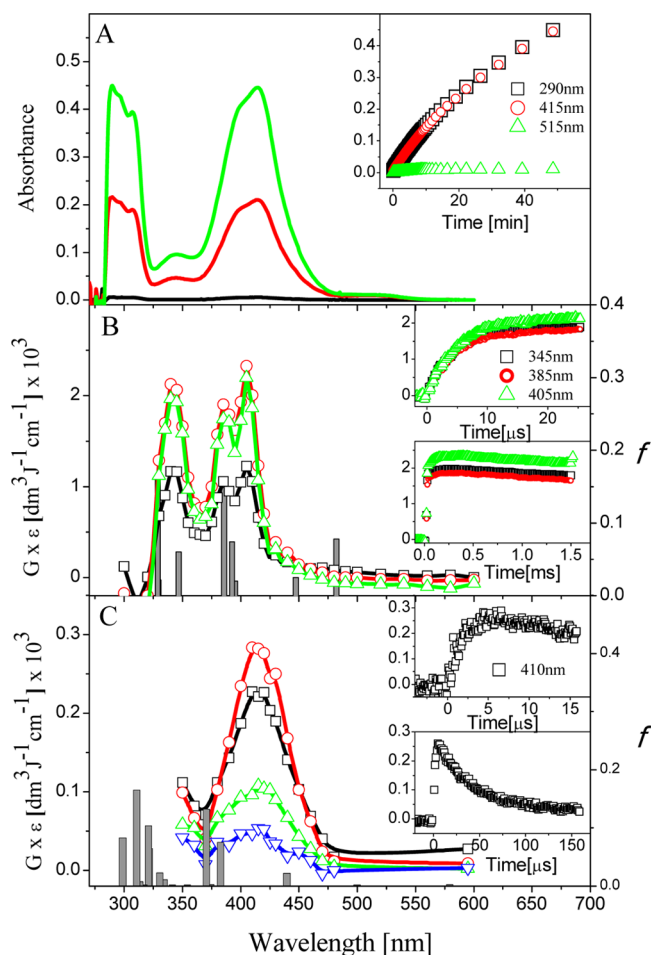 A
Absorbance
0.5
0.4
0.3
0.2
0.1
0.0
0.4
0.3
0.2
0.1
0.0
290nm
415nm
515nm
0 20 40
Time [min]
B
G x ε [dm³J⁻¹cm⁻¹] x 10³
2
1
0
2
1
0
345nm
385nm
405nm
0 10 20
Time[μs]
2
1
0
0.0 0.5 1.0 1.5
Time[ms]
0.4
0.3
0.2
0.1
0.0
f
C
G x ε [dm³J⁻¹cm⁻¹] x 10³
0.3
0.2
0.1
0.0
0.3
0.2
0.1
0.0
410nm
0 5 10 15
Time[μs]
0.3
0.2
0.1
0.0
0 50 100 150
Time[μs]
0.4
0.2
0.0
f
300 350 400 450 500 550 600 650 700
Wavelength [nm]